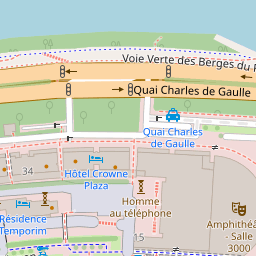 Voie Verte des Berges du
Quai Charles de Gaulle
Quai Charles
de Gaulle
34
Hôtel Crowne
Plaza
Homme
au téléphone
Résidence
Temporim
15
Amphithéâ
- Salle
3000